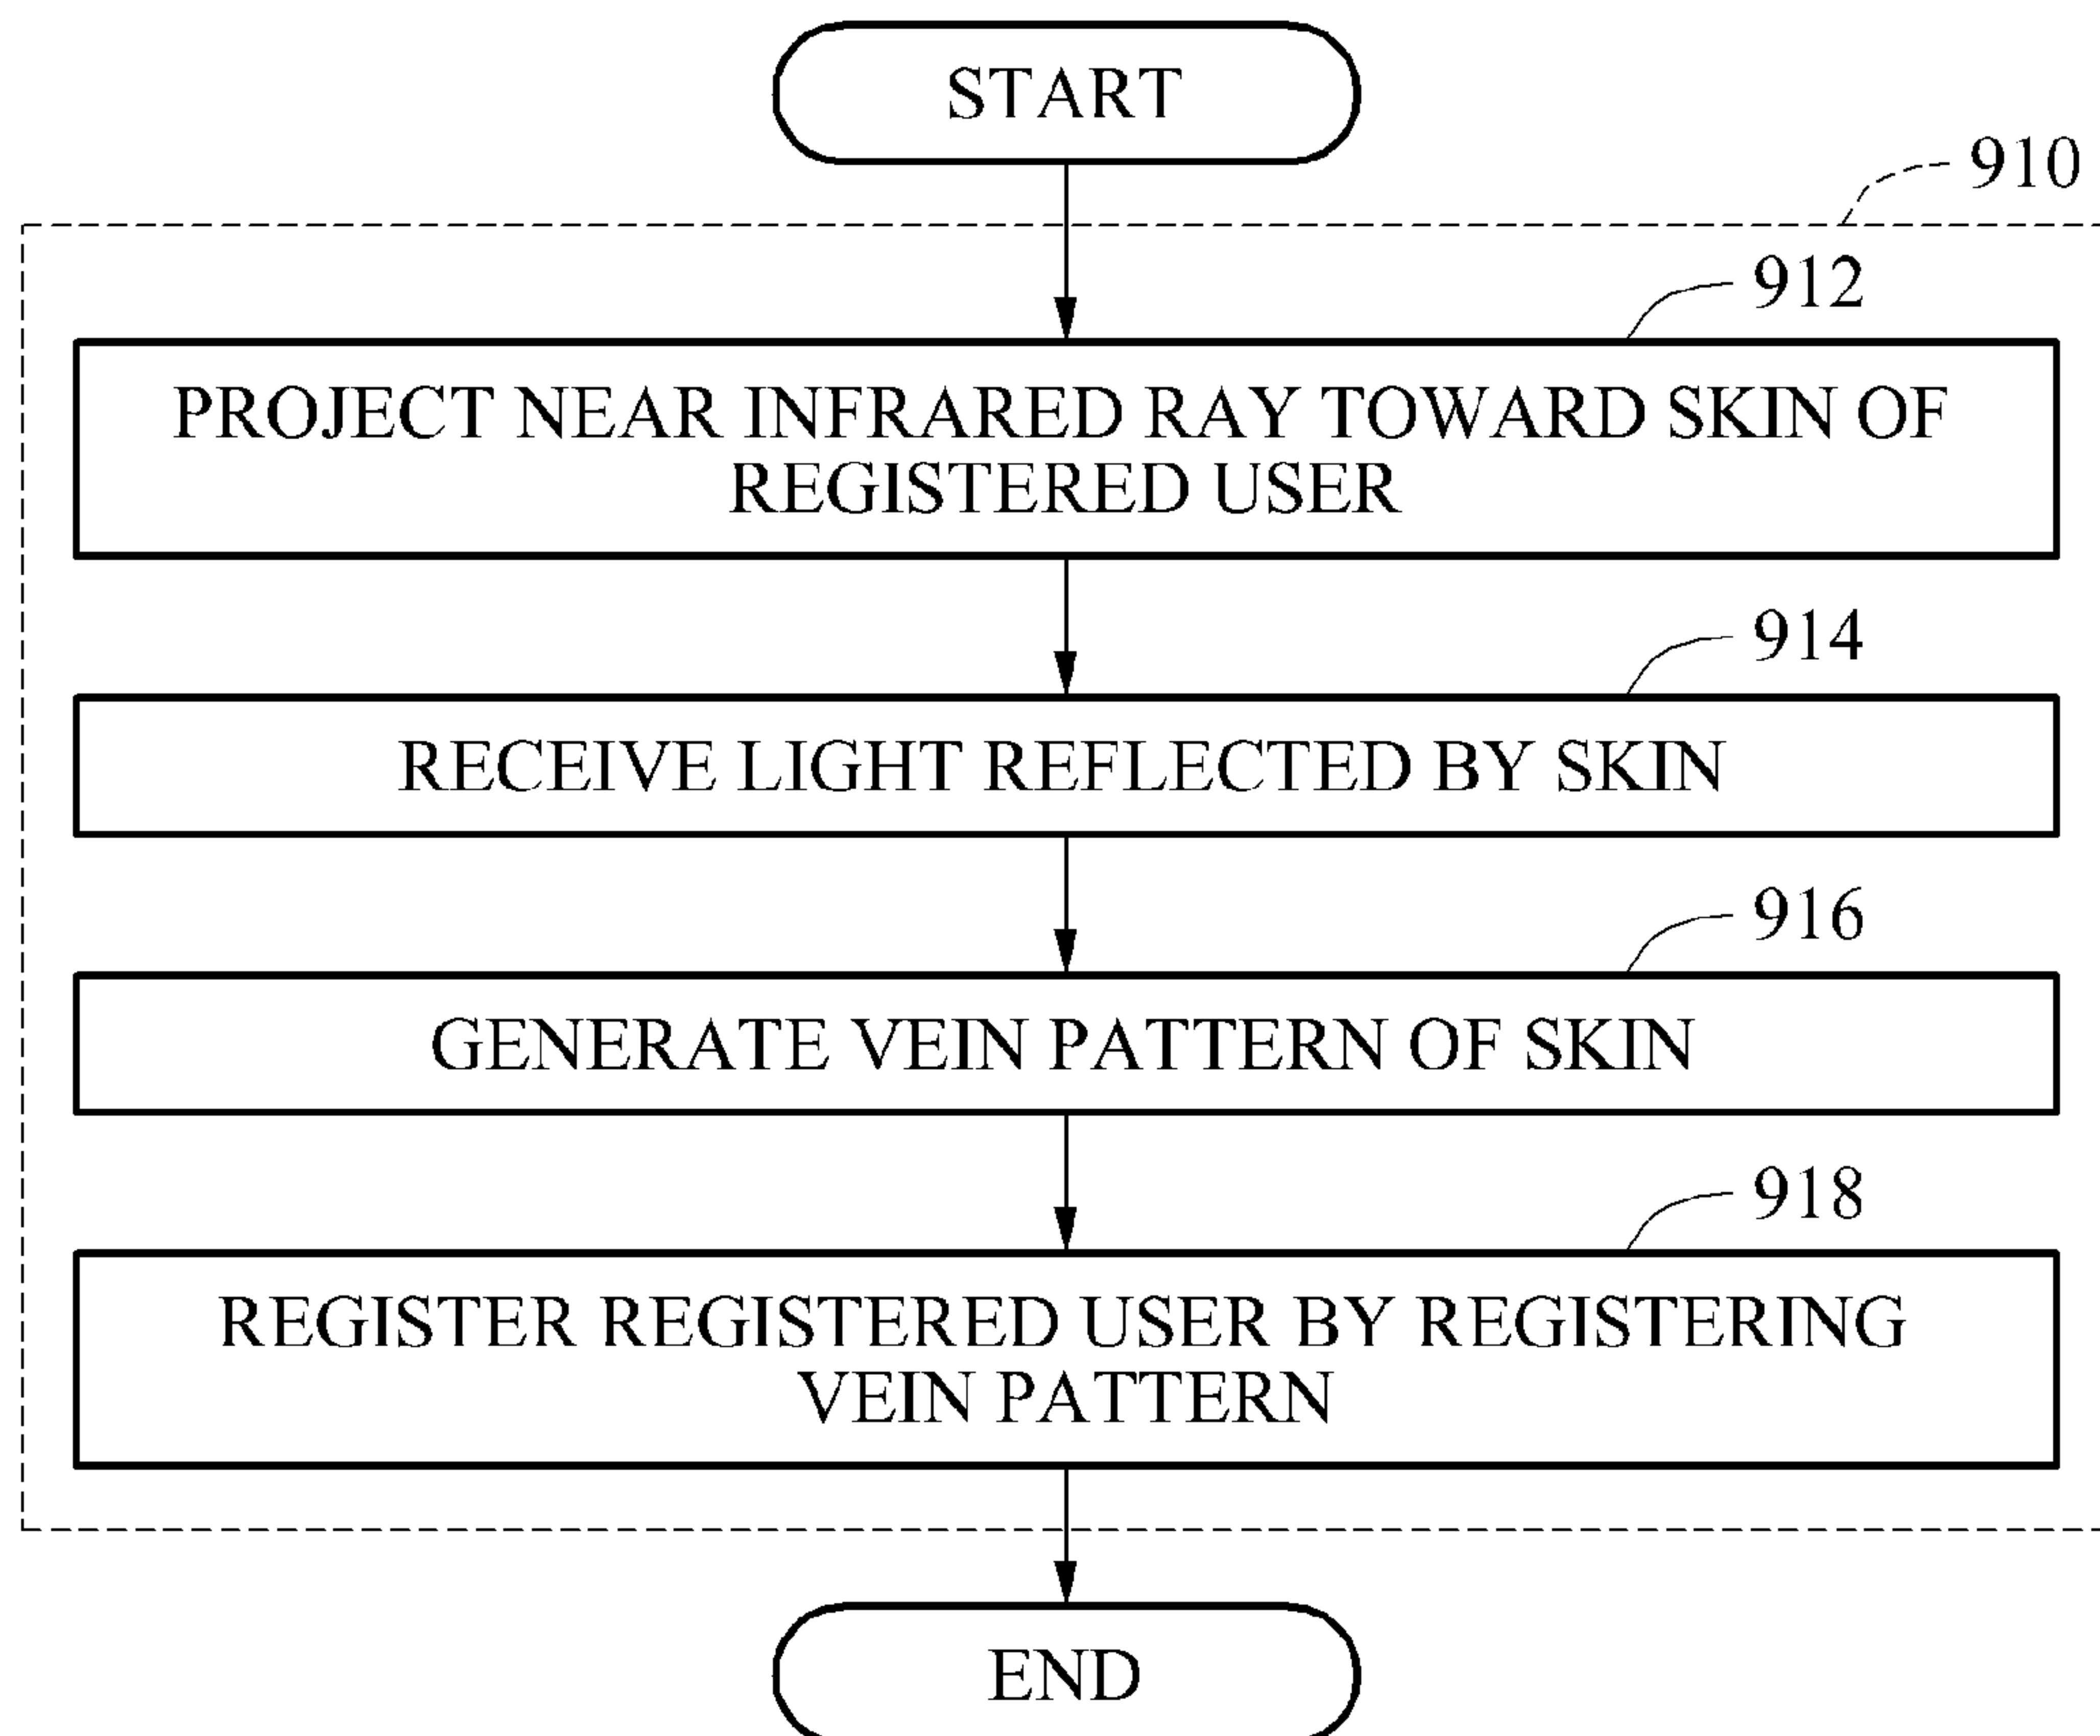 START
910
912
PROJECT NEAR INFRARED RAY TOWARD SKIN OF
REGISTERED USER
914
RECEIVE LIGHT REFLECTED BY SKIN
916
GENERATE VEIN PATTERN OF SKIN
918
REGISTER REGISTERED USER BY REGISTERING
VEIN PATTERN
END